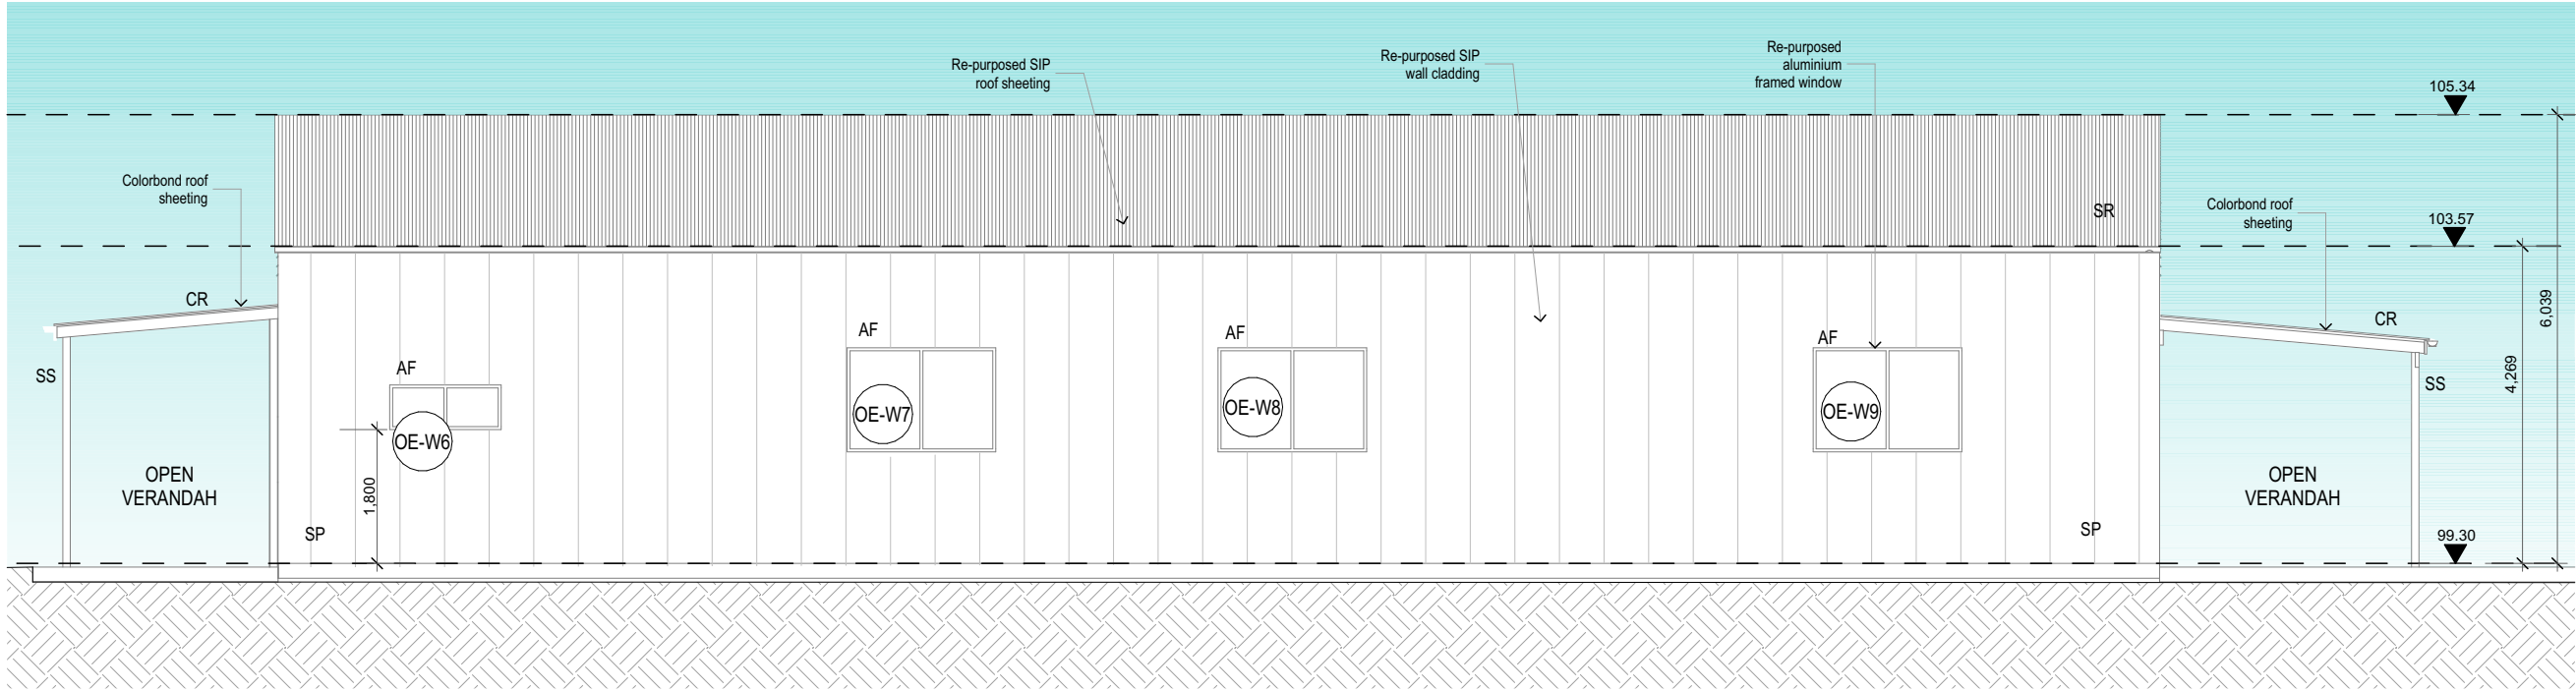 Re-purposed SIP
roof sheeting
Re-purposed SIP
wall cladding
Re-purposed
aluminium
framed window
105.34
Colorbond roof
sheeting
SR
Colorbond roof
sheeting
103.57
CR
CR
6,039
AF
AF
AF
AF
4,269
SS
SS
OE-W6
OE-W7
OE-W8
OE-W9
OPEN
VERANDAH
1,800
OPEN
VERANDAH
SP
SP
99.30